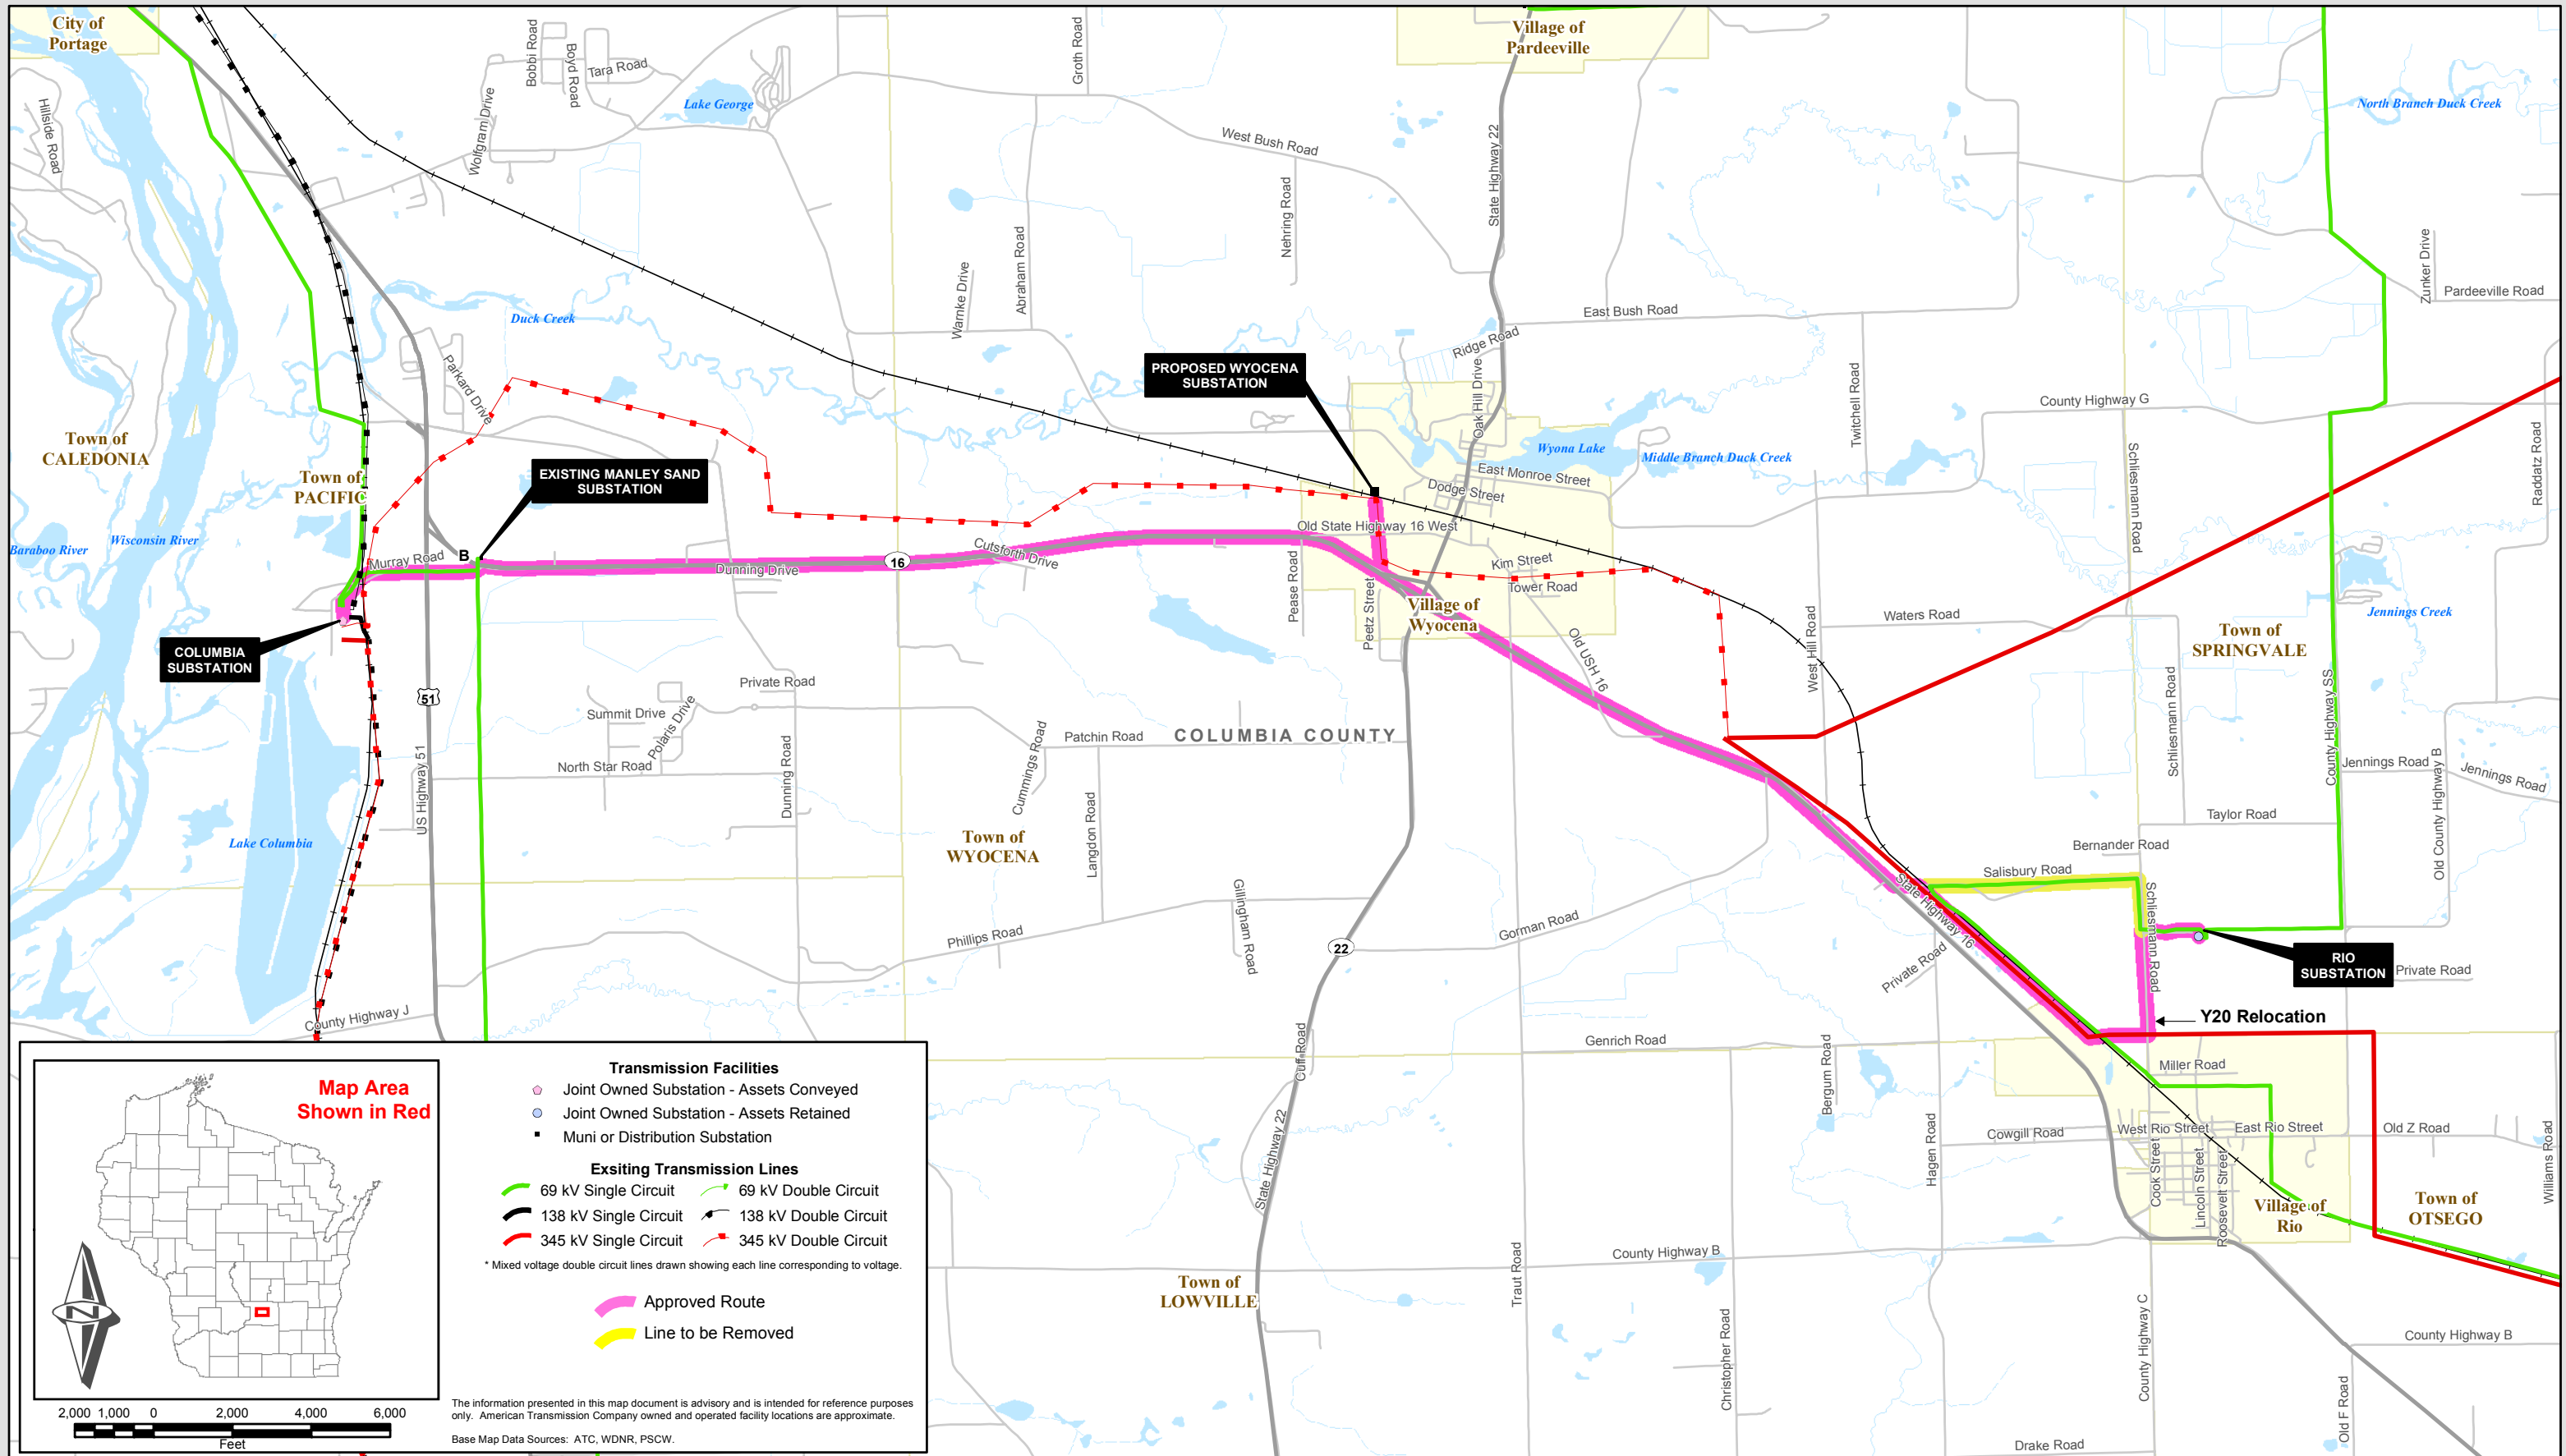 City of
Portage
Village of
Pardeeville
Bobbi Road
Boyd Road
Tara Road
Wolfgram Drive
Hillside Road
Lake George
Groth Road
West Bush Road
Nehring Road
State Highway 22
North Branch Duck Creek
Zunker Drive
Pardeeville Road
Duck Creek
Warnke Drive
Abraham Road
East Bush Road
Ridge Road
Oak Hill Drive
Twitchell Road
County Highway G
Parkard Drive
PROPOSED WYOCENA
SUBSTATION
Town of
CALEDONIA
Town of
PACIFIC
EXISTING MANLEY SAND
SUBSTATION
Wyona Lake
Middle Branch Duck Creek
East Monroe Street
Dodge Street
Schliesmann Road
Raddatz Road
Baraboo River
Wisconsin River
Murray Road
B
Dunning Drive
16
Cutsforth Drive
Old State Highway 16 West
Kim Street
Tower Road
Pease Road
Peetz Street
Village of
Wyocena
Old USH 16
Waters Road
West Hill Road
Jennings Creek
Town of
SPRINGVALE
COLUMBIA
SUBSTATION
51
US Highway 51
Private Road
Summit Drive
Polaris Drive
North Star Road
Dunning Road
Patchin Road
Cummings Road
Langdon Road
COLUMBIA COUNTY
Schliesmann Road
County Highway SS
Jennings Road
Jennings Road
Old County Highway B
Taylor Road
Bernander Road
Salisbury Road
Lake Columbia
Town of
WYOCENA
Gillingham Road
Phillips Road
22
Gorman Road
State Highway 16
Private Road
Schliesmann Road
RIO
SUBSTATION
Private Road
Y20 Relocation
County Highway J
Cuff Road
Genrich Road
Bergum Road
Miller Road
Hagen Road
Cowgill Road
West Rio Street
East Rio Street
Old Z Road
Cook Street
Lincoln Street
Roosevelt Street
Williams Road
Village of
Rio
Town of
OTSEGO
State Highway 22
Traut Road
County Highway B
Town of
LOWVILLE
Christopher Road
County Highway C
County Highway B
Old F Road
Drake Road
Map Area
Shown in Red
N
2,000 1,000 0 2,000 4,000 6,000
Feet
Transmission Facilities
Joint Owned Substation - Assets Conveyed
Joint Owned Substation - Assets Retained
Muni or Distribution Substation
Exsiting Transmission Lines
69 kV Single Circuit 69 kV Double Circuit
138 kV Single Circuit 138 kV Double Circuit
345 kV Single Circuit 345 kV Double Circuit
* Mixed voltage double circuit lines drawn showing each line corresponding to voltage.
Approved Route
Line to be Removed
The information presented in this map document is advisory and is intended for reference purposes
only. American Transmission Company owned and operated facility locations are approximate.
Base Map Data Sources: ATC, WDNR, PSCW.